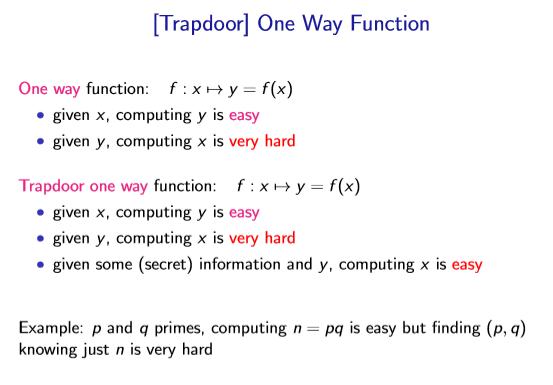 [Trapdoor] One Way Function
One way function: f : x ↦ y = f(x)
• given x, computing y is easy
• given y, computing x is very hard
Trapdoor one way function: f : x ↦ y = f(x)
• given x, computing y is easy
• given y, computing x is very hard
• given some (secret) information and y, computing x is easy
Example: p and q primes, computing n = pq is easy but finding (p, q)
knowing just n is very hard